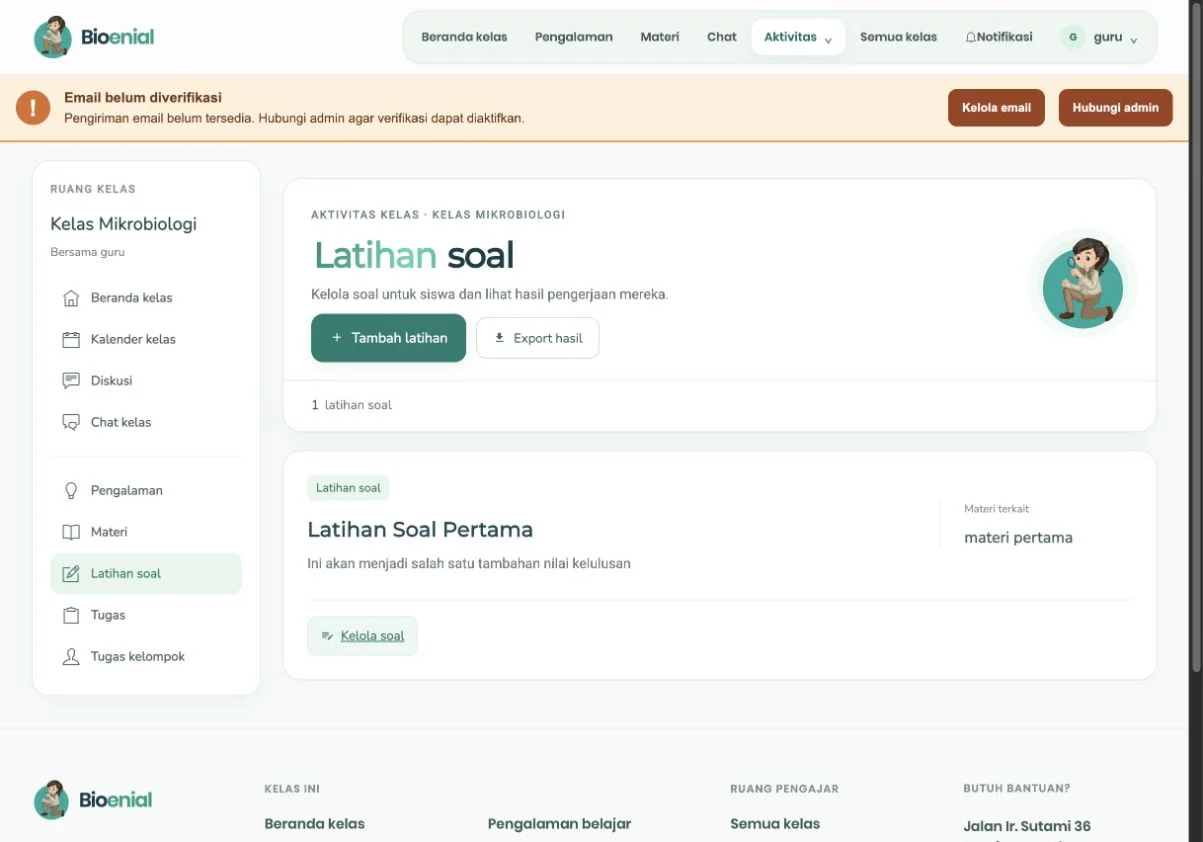 Bioenial
Beranda kelas
Pengalaman
Materi
Chat
Aktivitas
Semua kelas
Notifikasi
G
guru
!
Email belum diverifikasi
Pengiriman email belum tersedia. Hubungi admin agar verifikasi dapat diaktifkan.
Kelola email
Hubungi admin
RUANG KELAS
Kelas Mikrobiologi
Bersama guru
Beranda kelas
Kalender kelas
Diskusi
Chat kelas
Pengalaman
Materi
Latihan soal
Tugas
Tugas kelompok
AKTIVITAS KELAS · KELAS MIKROBIOLOGI
Latihan soal
Kelola soal untuk siswa dan lihat hasil pengerjaan mereka.
+ Tambah latihan
Export hasil
1 latihan soal
Latihan soal
Latihan Soal Pertama
Ini akan menjadi salah satu tambahan nilai kelulusan
Materi terkait
materi pertama
Kelola soal
Bioenial
KELAS INI
Beranda kelas
Pengalaman belajar
RUANG PENGAJAR
Semua kelas
BUTUH BANTUAN?
Jalan Ir. Sutami 36